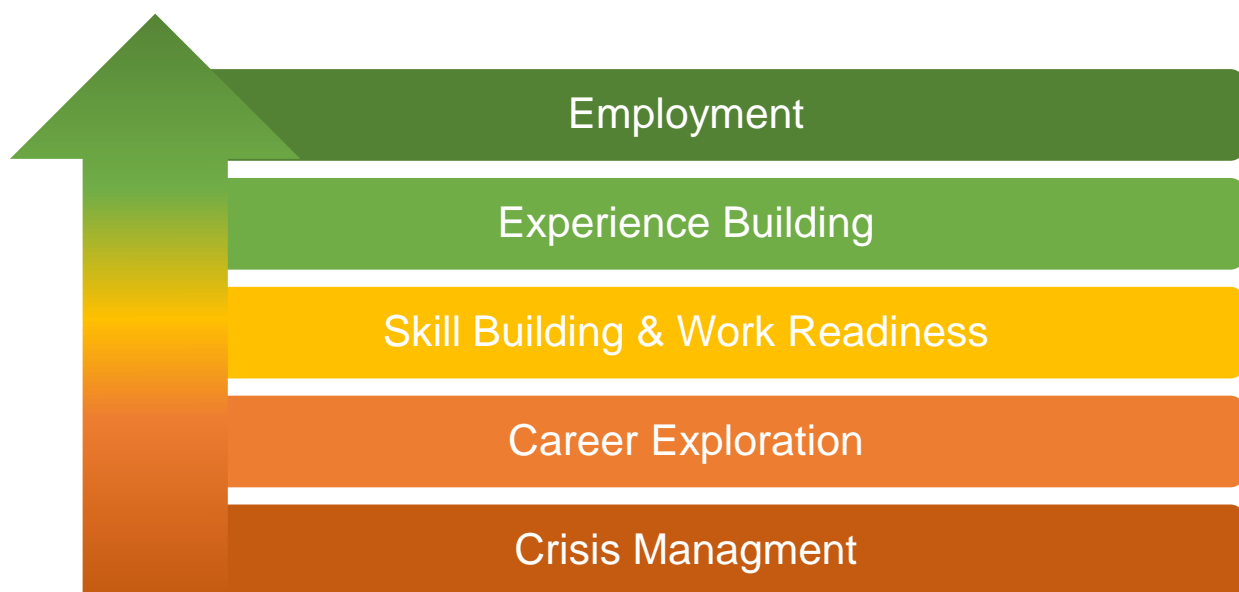 Employment
Experience Building
Skill Building & Work Readiness
Career Exploration
Crisis Managment